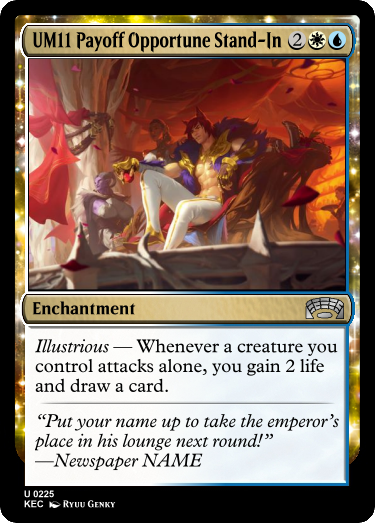 UM11 Payoff Opportune Stand-In 2
Enchantment
Illustrious — Whenever a creature you
control attacks alone, you gain 2 life
and draw a card.
“Put your name up to take the emperor’s
place in his lounge next round!”
—Newspaper NAME
U 0225
KEC Ryuu Genky